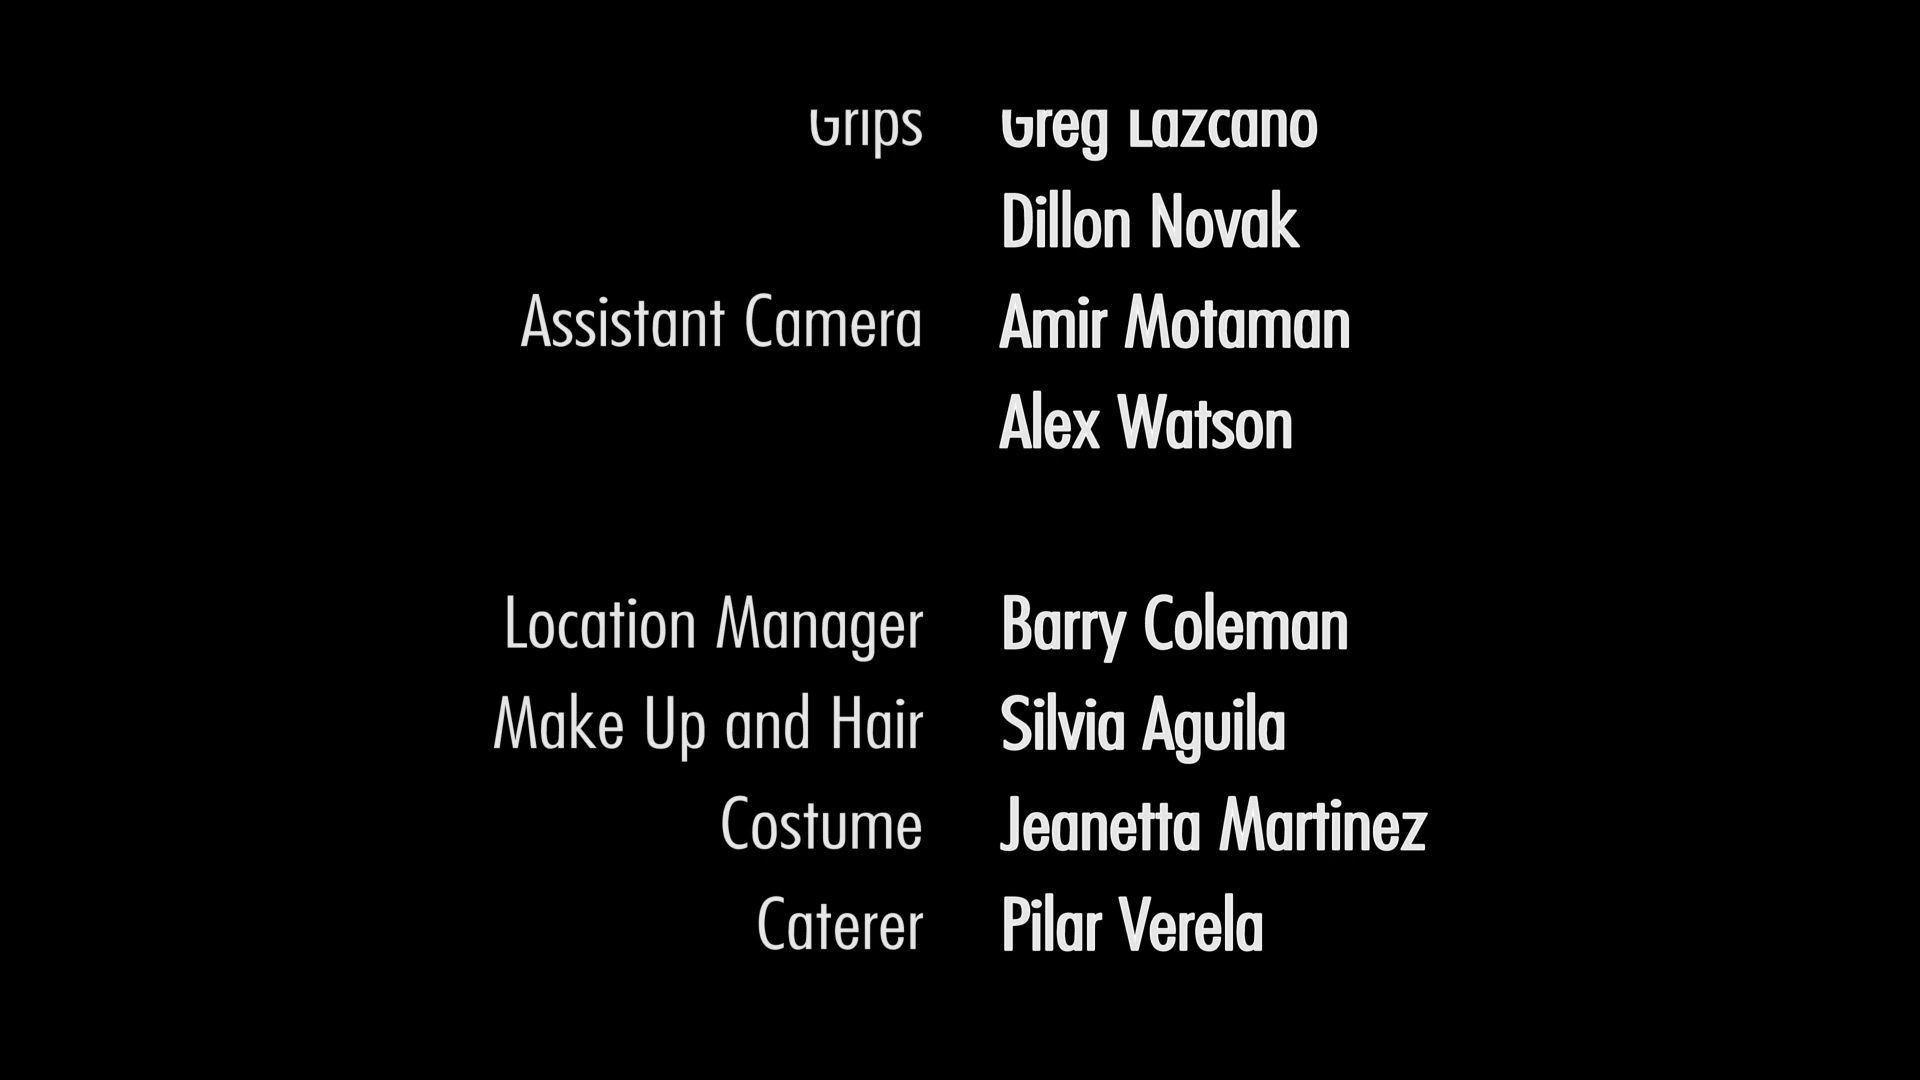 Grips Greg Lazcano
Dillon Novak
Assistant Camera Amir Motaman
Alex Watson
Location Manager Barry Coleman
Make Up and Hair Silvia Aguila
Costume Jeanetta Martinez
Caterer Pilar Verela